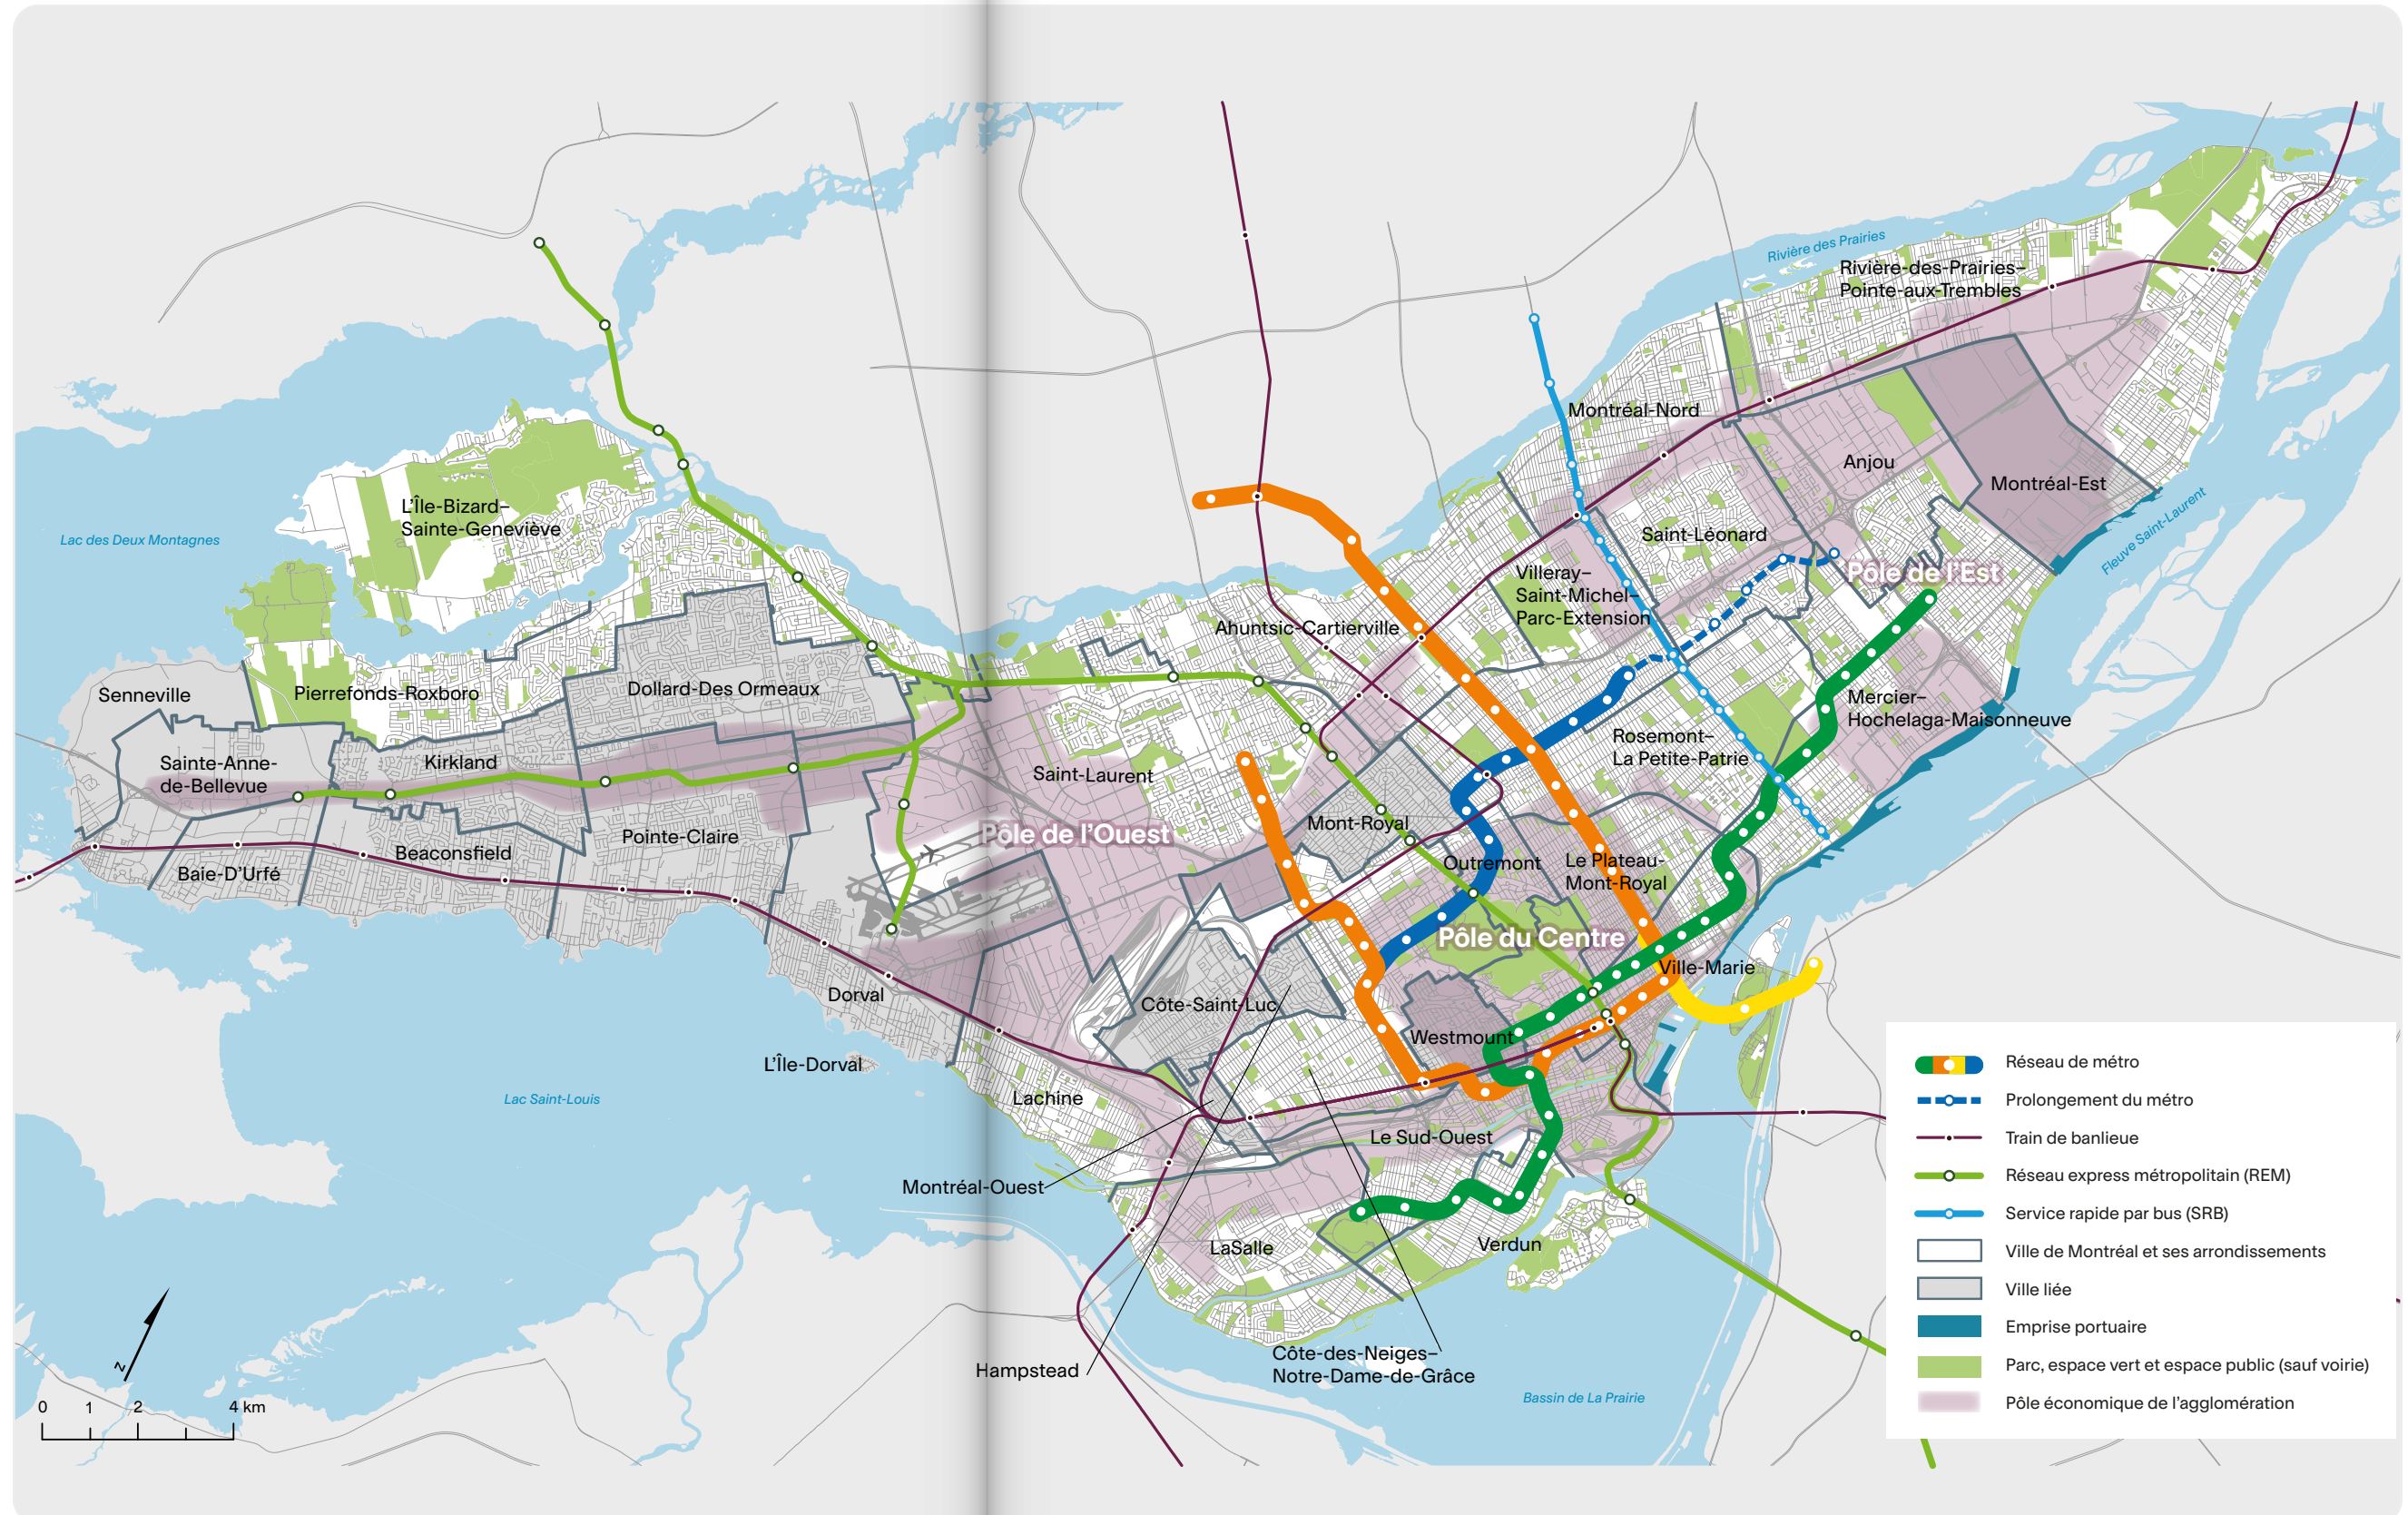 Rivière des Prairies
Rivière-des-Prairies–
Pointe-aux-Trembles
Montréal-Nord
Anjou
Montréal-Est
L'Île-Bizard–
Sainte-Geneviève
Lac des Deux Montagnes
Saint-Léonard
Fleuve Saint-Laurent
Pôle de l'Est
Villeray–
Saint-Michel–
Parc-Extension
Ahuntsic-Cartierville
Senneville
Pierrefonds-Roxboro
Dollard-Des Ormeaux
Mercier–
Hochelaga-Maisonneuve
Rosemont–
La Petite-Patrie
Sainte-Anne-
de-Bellevue
Kirkland
Saint-Laurent
Pôle de l'Ouest
Mont-Royal
Pointe-Claire
Beaconsfield
Baie-D'Urfé
Outremont
Le Plateau-
Mont-Royal
Pôle du Centre
Ville-Marie
Dorval
Côte-Saint-Luc
Westmount
L'Île-Dorval
Lachine
Lac Saint-Louis
Le Sud-Ouest
Montréal-Ouest
LaSalle
Verdun
Hampstead
Côte-des-Neiges–
Notre-Dame-de-Grâce
Bassin de La Prairie
N
0 1 2 4 km
Réseau de métro
Prolongement du métro
Train de banlieue
Réseau express métropolitain (REM)
Service rapide par bus (SRB)
Ville de Montréal et ses arrondissements
Ville liée
Emprise portuaire
Parc, espace vert et espace public (sauf voirie)
Pôle économique de l'agglomération